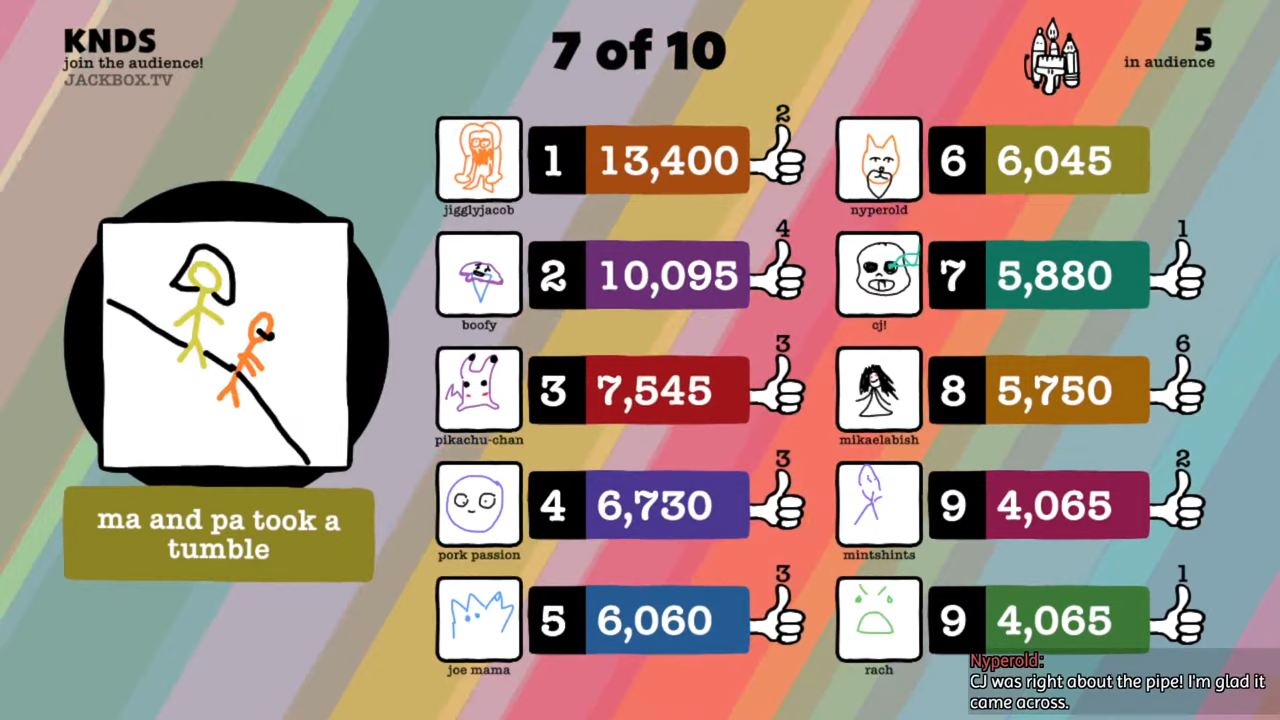 KNDS
join the audience!
JACKBOX.TV
7 of 10
5
in audience
ma and pa took a
tumble
1 13,400 2
jigglyjacob
2 10,095 4
boofy
3 7,545 3
pikachu-chan
4 6,730 3
pork passion
5 6,060 3
joe mama
6 6,045
nyperold
7 5,880 1
cj!
8 5,750 6
mikaelabish
9 4,065 2
mintshints
9 4,065 1
rach
Nyperold:
CJ was right about the pipe! I'm glad it
came across.